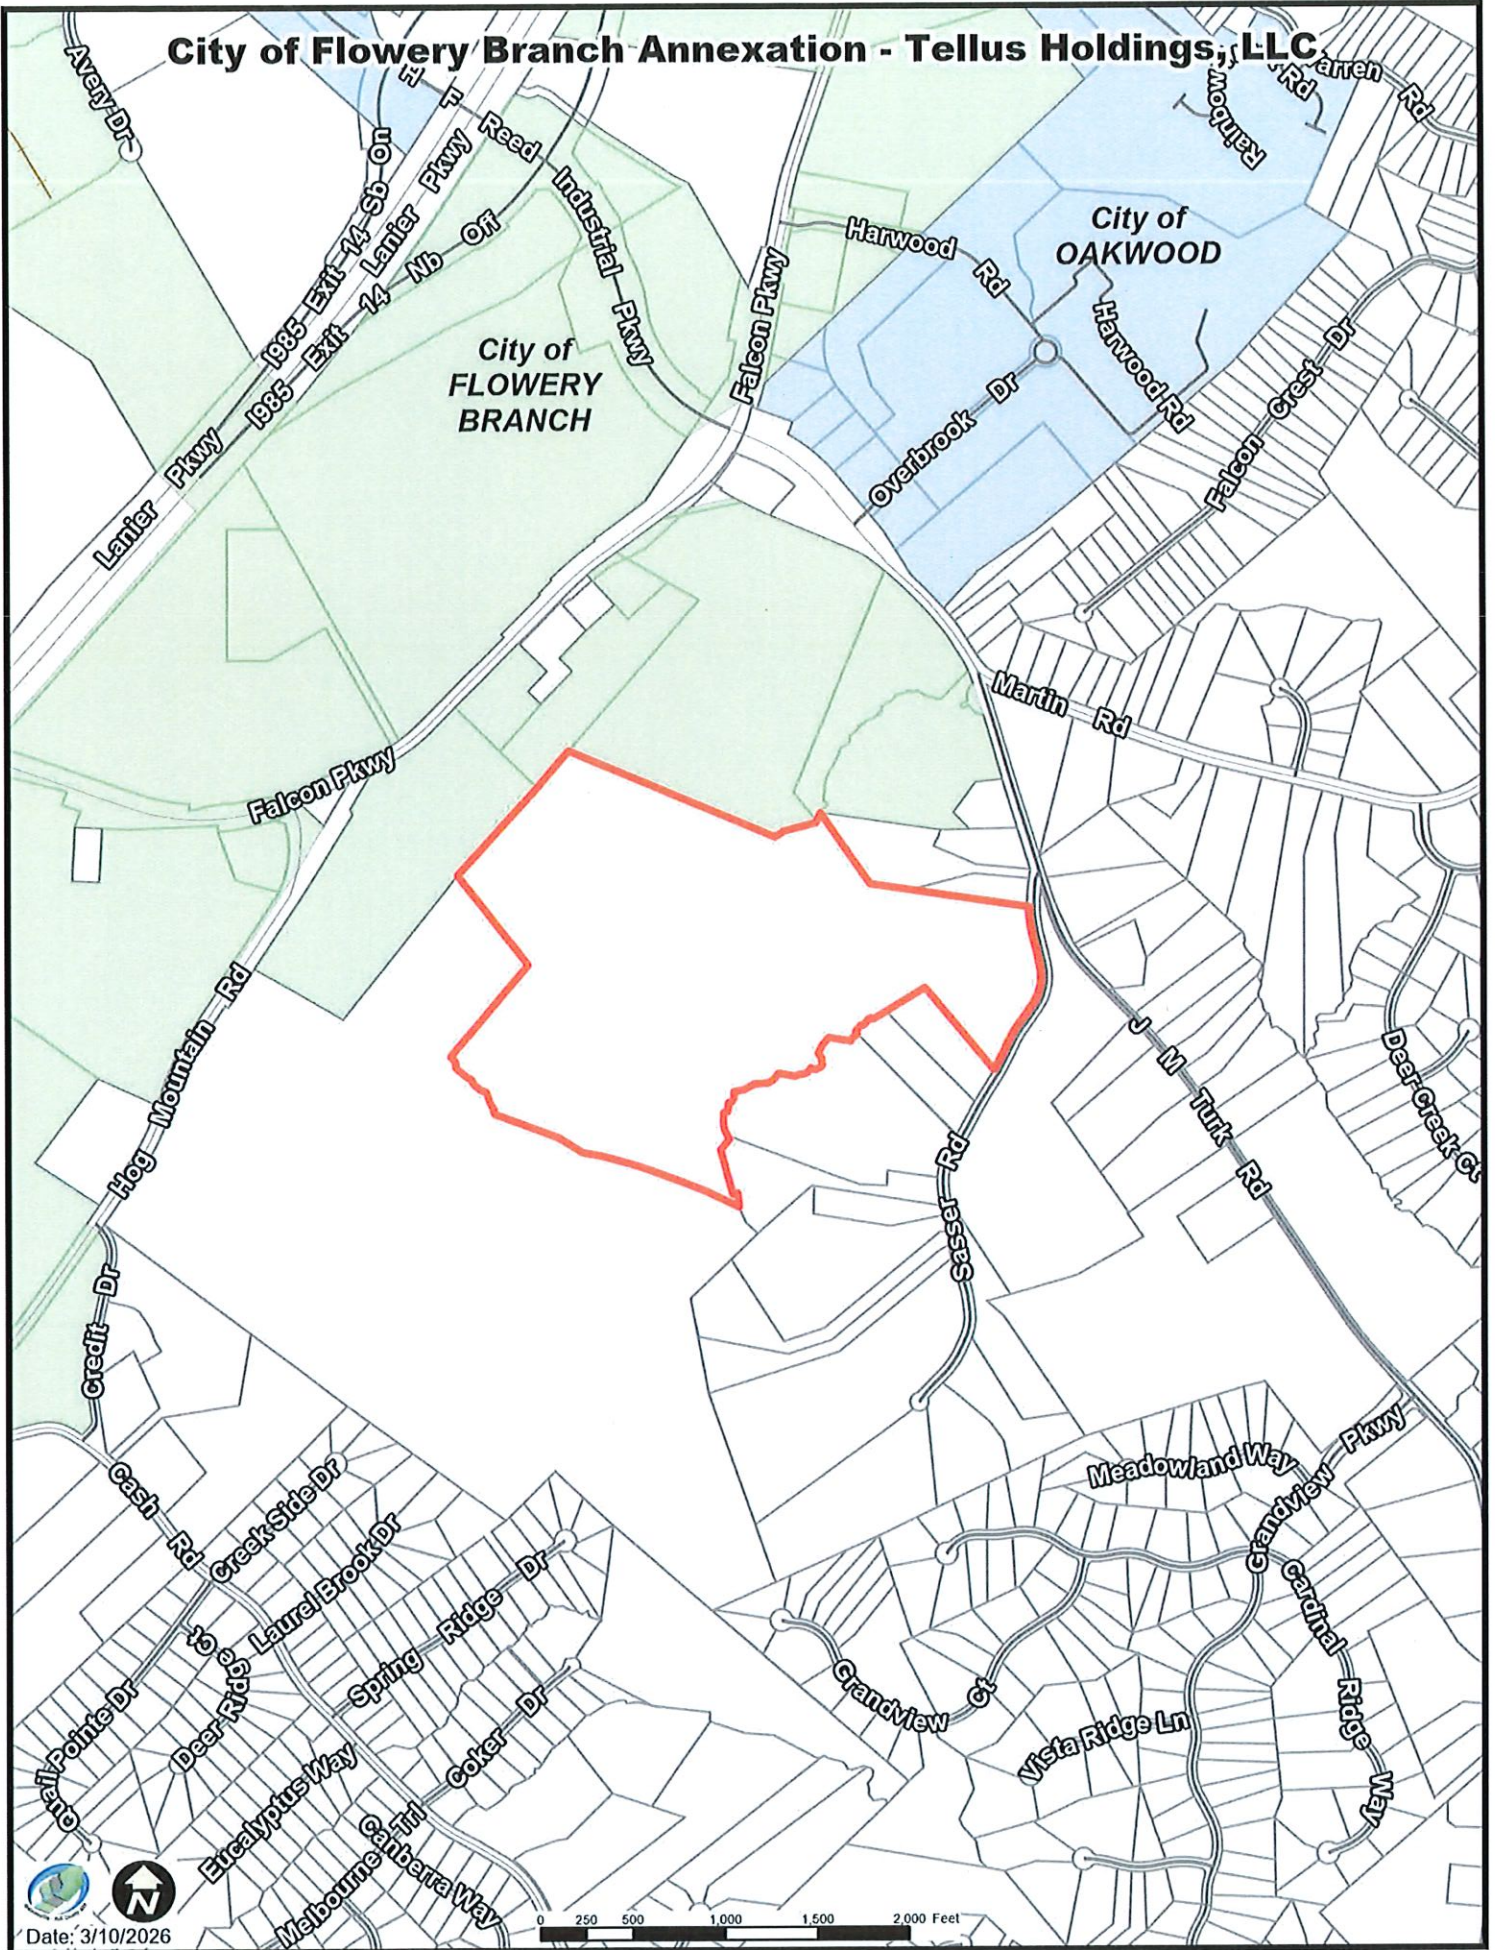 City of Flowery Branch Annexation - Tellus Holdings, LLC
Avery Dr
H F Reed Industrial Pkwy
I985 Exit 14 Sb On
Lanier Pkwy
I985 Exit 14 Nb Off
Rainbow
Rd
arren Rd
City of
OAKWOOD
Harwood Rd
Harwood Rd
Falcon Pkwy
City of
FLOWERY
BRANCH
Overbrook Dr
Falcon Crest Dr
Lanier Pkwy
Martin Rd
Falcon Pkwy
Hog Mountain Rd
J M Turk Rd
Deer Creek Ct
Sasser Rd
Credit Dr
Cash Rd
Creek Side Dr
Laurel Brook Dr
Spring Ridge Dr
Meadowland Way
Grandview Pkwy
Cardinal Ridge Way
Grandview Ct
Vista Ridge Ln
Deer Ridge Ct
Oneil Pointe Dr
Coker Dr
Eucalyptus Way
Melbourne Trl
Canberra Way
N
Date: 3/10/2026
0 250 500 1,000 1,500 2,000 Feet